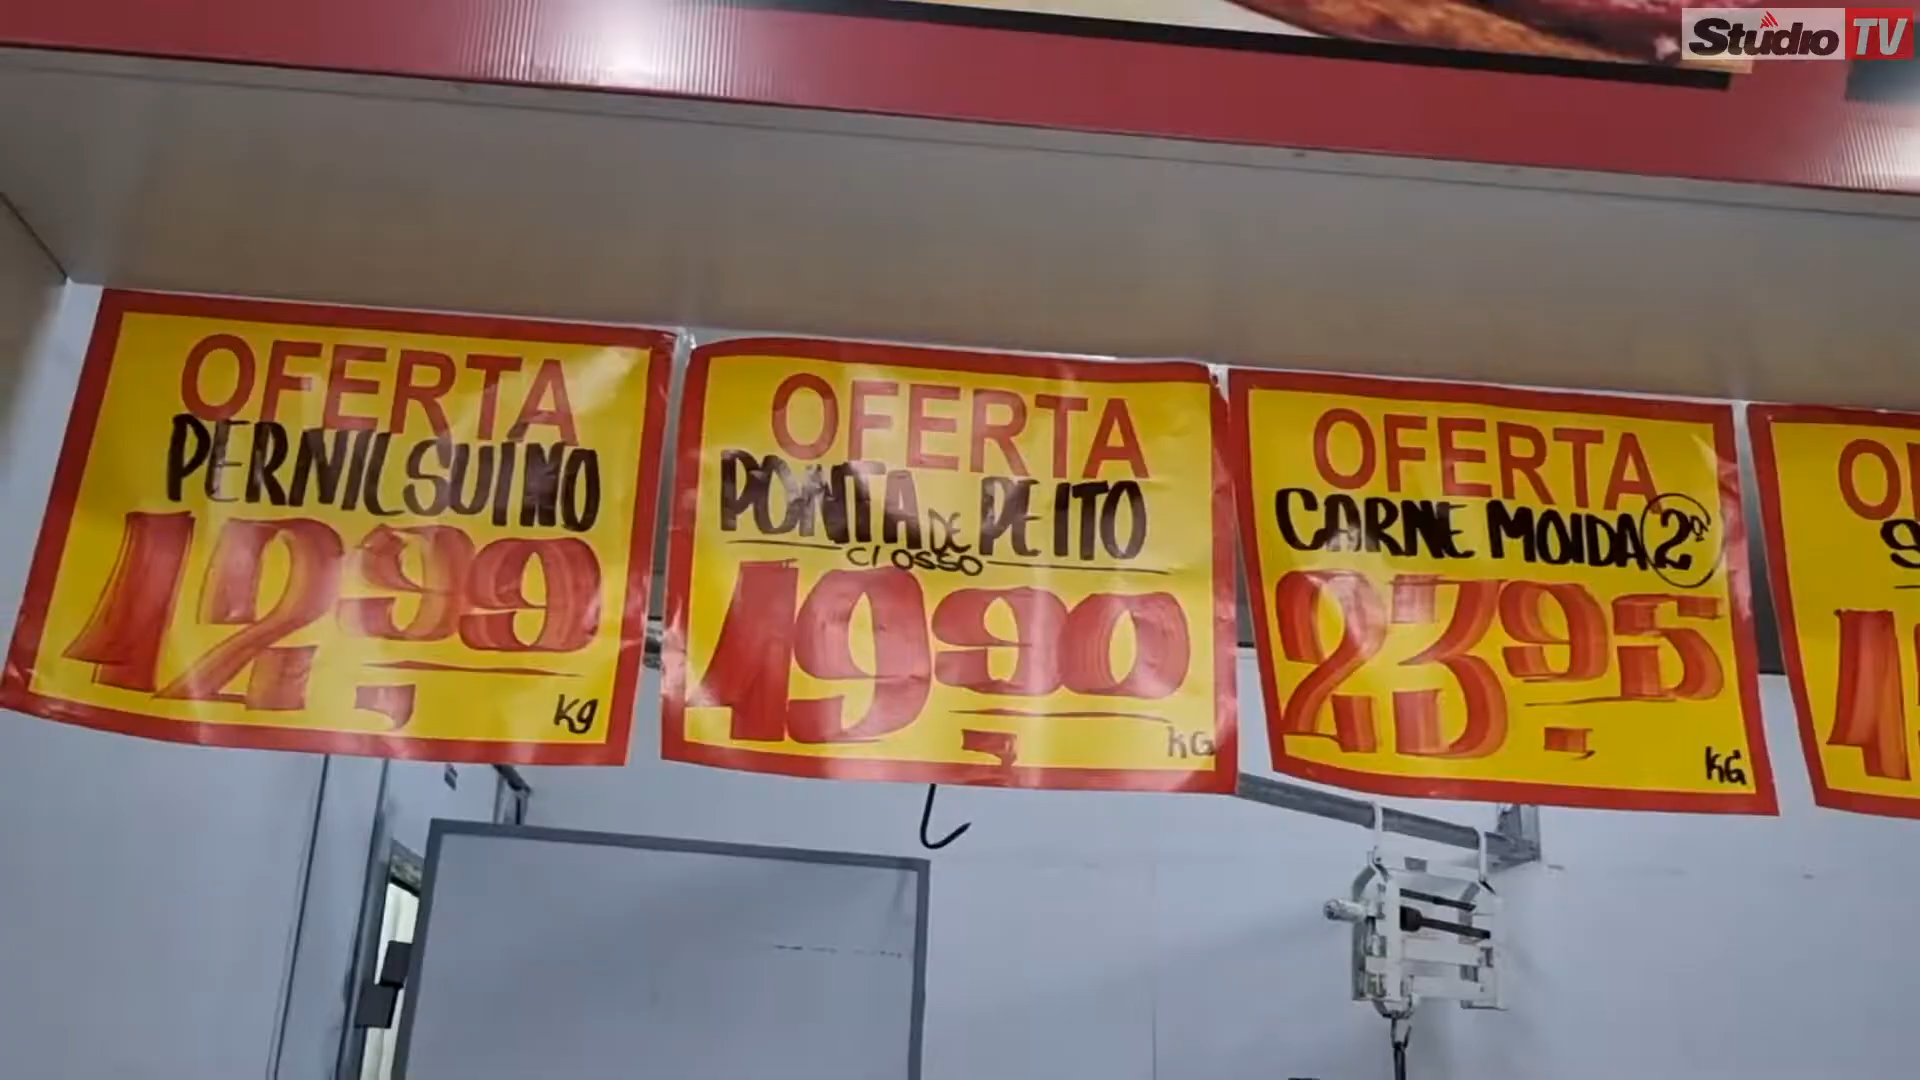 Studio TV
OFERTA
PERNIL SUÍNO
12,99
Kg
OFERTA
PONTA DE PEITO
C/ OSSO
19,90
KG
OFERTA
CARNE MOIDA 2ª
23,95
KG